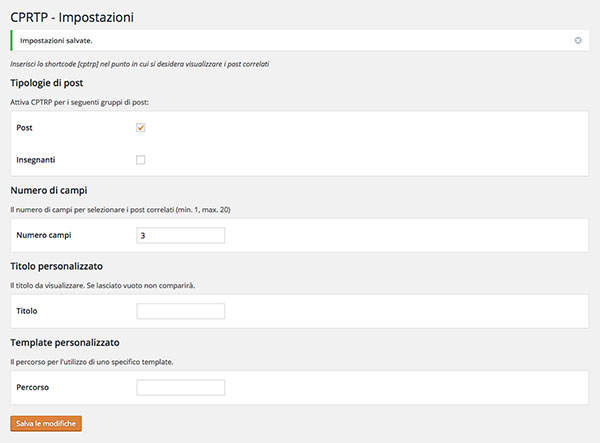 CPRTP - Impostazioni
Impostazioni salvate.
Inserisci lo shortcode [cptrp] nel punto in cui si desidera visualizzare i post correlati
Tipologie di post
Attiva CPTRP per i seguenti gruppi di post:
Post
Insegnanti
Numero di campi
Il numero di campi per selezionare i post correlati (min. 1, max. 20)
Numero campi
3
Titolo personalizzato
Il titolo da visualizzare. Se lasciato vuoto non comparirà.
Titolo
Template personalizzato
Il percorso per l'utilizzo di uno specifico template.
Percorso
Salva le modifiche